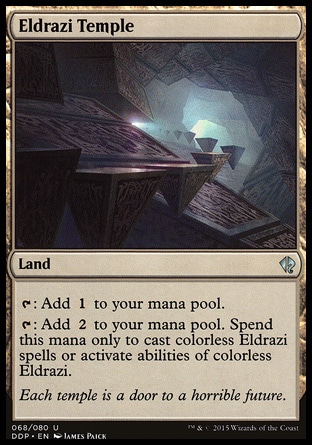 Eldrazi Temple
Land
: Add 1 to your mana pool.
: Add 2 to your mana pool. Spend
this mana only to cast colorless Eldrazi
spells or activate abilities of colorless
Eldrazi.
Each temple is a door to a horrible future.
068/080 U
DDP • EN James Paick
™ & © 2015 Wizards of the Coast